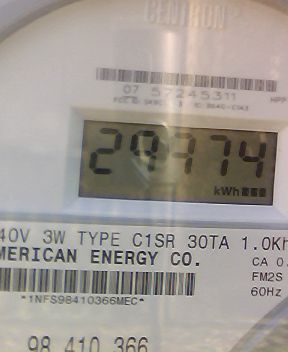 CENTRON
07 57245311
29374
kWh
40V 3W TYPE C1SR 30TA 1.0Kh
MERICAN ENERGY CO.
CA 0.
FM2S
*1NFS98410366MEC*
60Hz
98 410 366